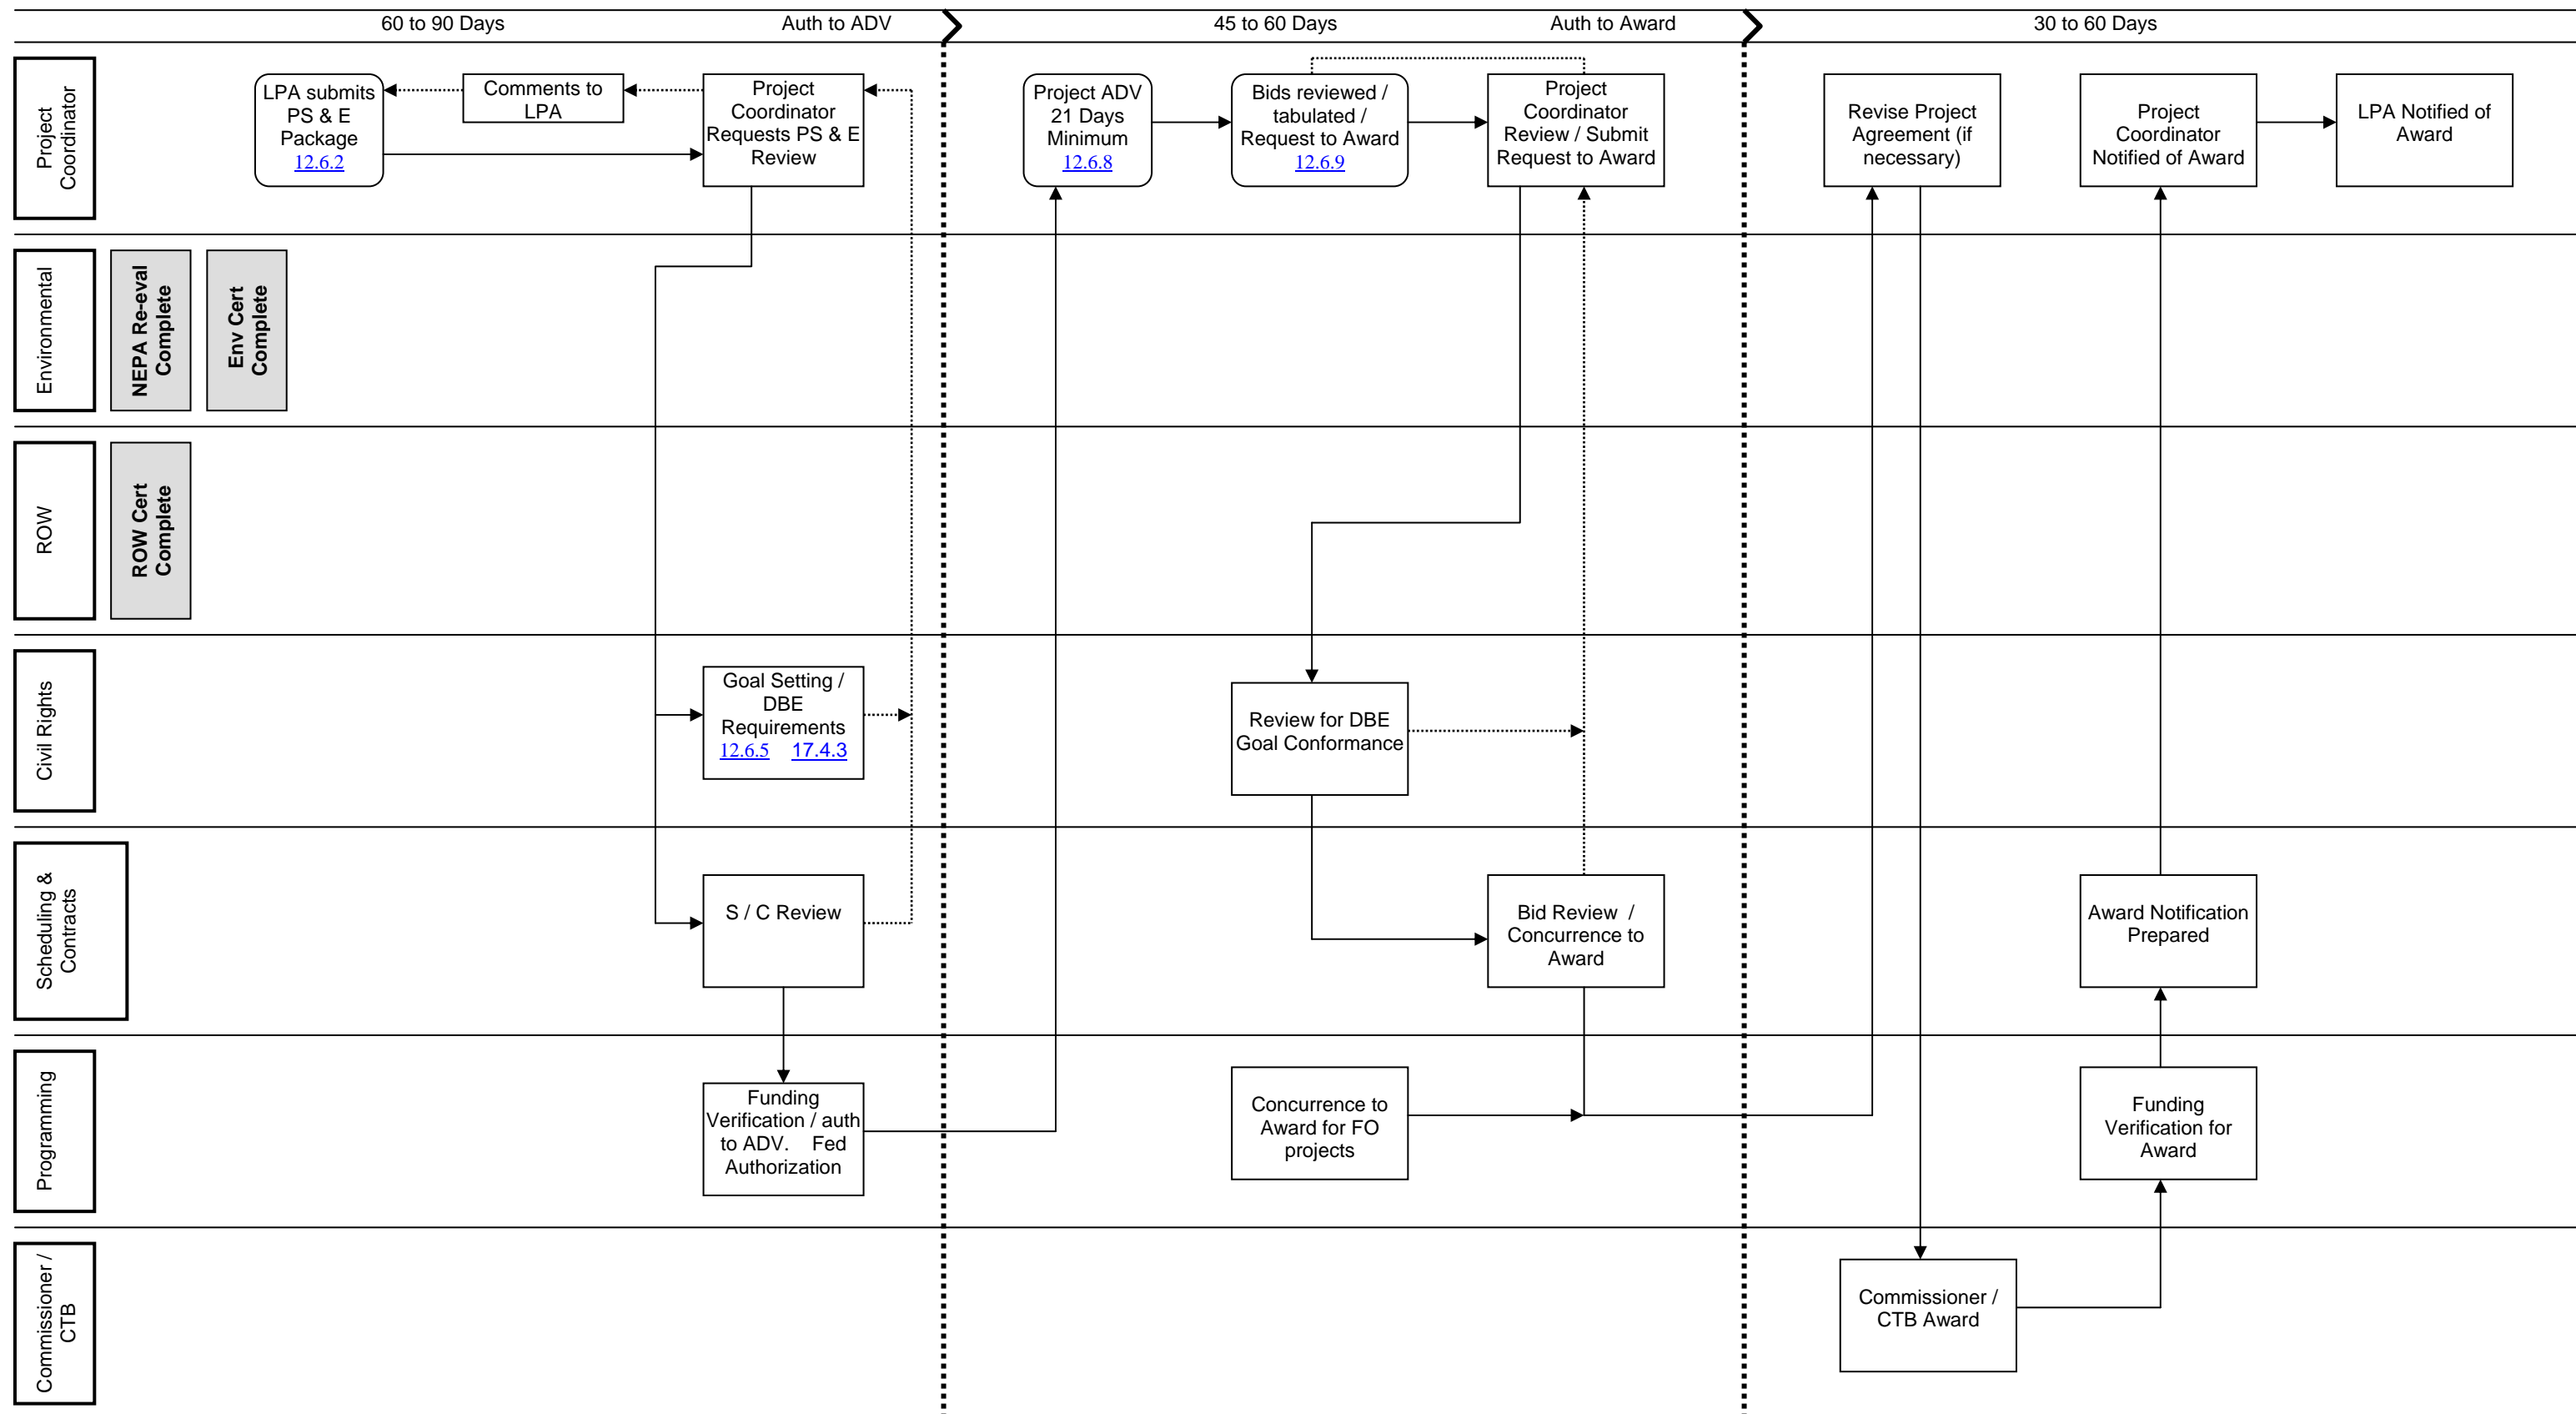 60 to 90 Days
Auth to ADV
45 to 60 Days
Auth to Award
30 to 60 Days
Project
Coordinator
LPA submits
PS & E
Package
12.6.2
Comments to
LPA
Project
Coordinator
Requests PS & E
Review
Project ADV
21 Days
Minimum
12.6.8
Bids reviewed /
tabulated /
Request to Award
12.6.9
Project
Coordinator
Review / Submit
Request to Award
Revise Project
Agreement (if
necessary)
Project
Coordinator
Notified of Award
LPA Notified of
Award
Environmental
NEPA Re-eval
Complete
Env Cert
Complete
ROW
ROW Cert
Complete
Civil Rights
Goal Setting /
DBE
Requirements
12.6.5 17.4.3
Review for DBE
Goal Conformance
Scheduling &
Contracts
S / C Review
Bid Review /
Concurrence to
Award
Award Notification
Prepared
Programming
Funding
Verification / auth
to ADV. Fed
Authorization
Concurrence to
Award for FO
projects
Funding
Verification for
Award
Commissioner /
CTB
Commissioner /
CTB Award